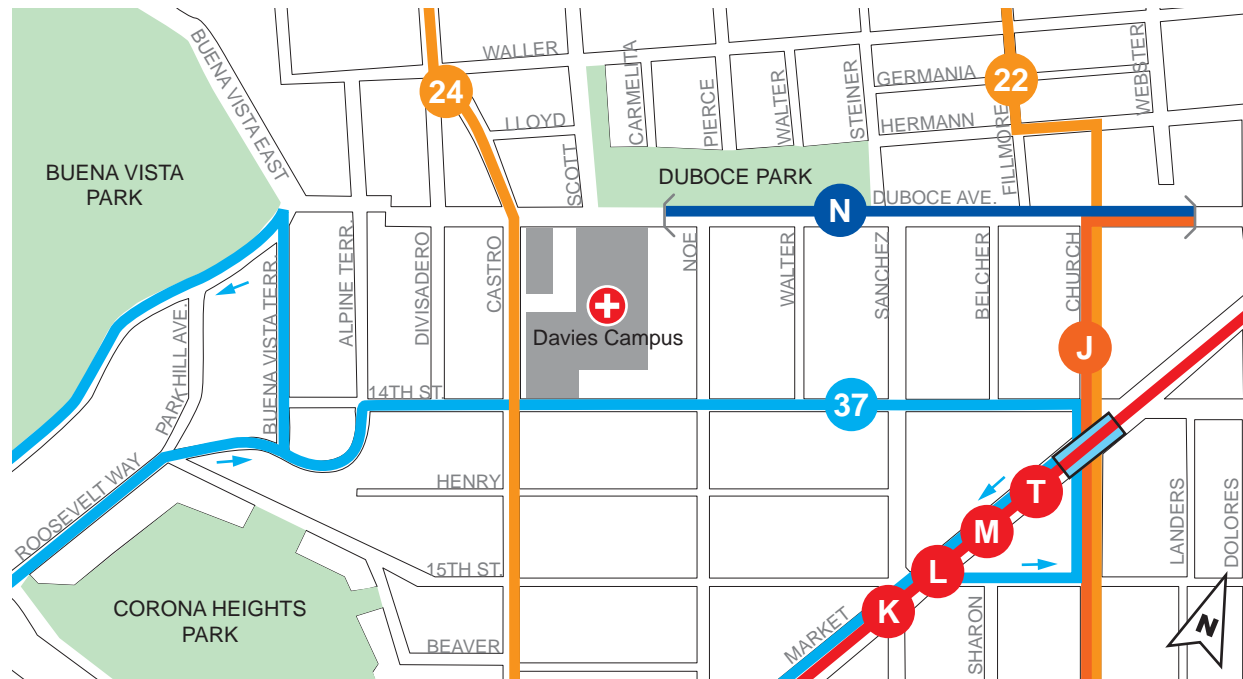 WALLER
24
LLOYD
SCOTT
CARMELITA
PIERCE
WALTER
STEINER
GERMANIA
22
HERMANN
FILLMORE
WEBSTER
BUENA VISTA EAST
BUENA VISTA
PARK
DUBOCE PARK
N
DUBOCE AVE.
PARK HILL AVE.
BUENA VISTA TERR.
ALPINE TERR.
DIVISADERO
CASTRO
Davies Campus
NOE
WALTER
SANCHEZ
BELCHER
CHURCH
J
14TH ST.
37
ROOSEVELT WAY
HENRY
T
M
L
K
15TH ST.
MARKET
BEAVER
SHARON
LANDERS
DOLORES
CORONA HEIGHTS
PARK
N